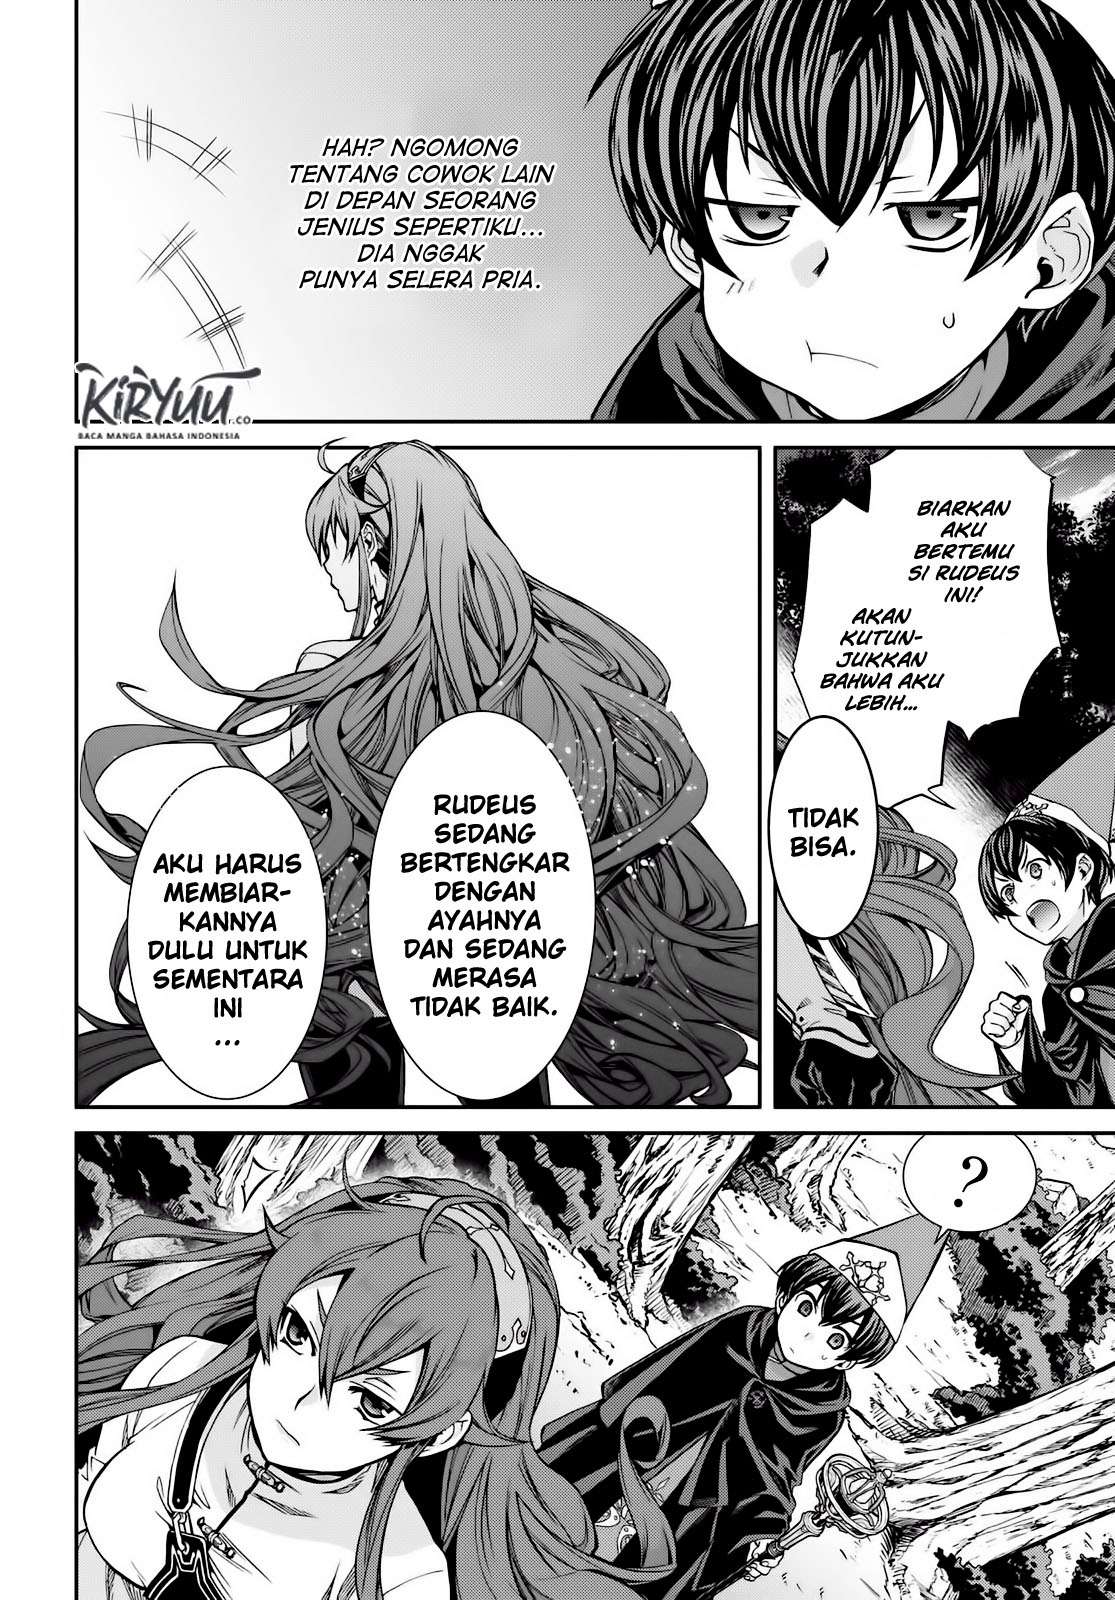 HAH? NGOMONG
TENTANG COWOK LAIN
DI DEPAN SEORANG
JENIUS SEPERTIKU...
DIA NGGAK
PUNYA SELERA PRIA.
KIRYUU.CO
BACA MANGA BAHASA INDONESIA
BIARKAN
AKU
BERTEMU
SI RUDEUS
INI!
AKAN
KUTUN-
JUKKAN
BAHWA AKU
LEBIH...
TIDAK
BISA.
RUDEUS
SEDANG
BERTENGKAR
DENGAN
AYAHNYA
DAN SEDANG
MERASA
TIDAK BAIK.
AKU HARUS
MEMBIAR-
KANNYA
DULU UNTUK
SEMENTARA
INI
...
?